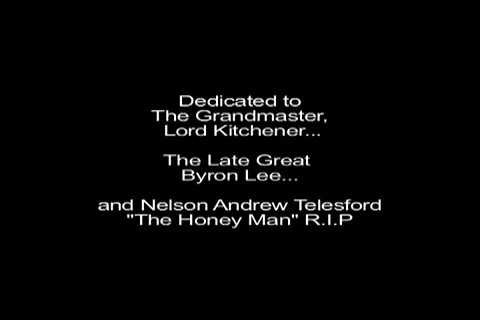 Dedicated to
The Grandmaster,
Lord Kitchener...
The Late Great
Byron Lee...
and Nelson Andrew Telesford
"The Honey Man" R.I.P